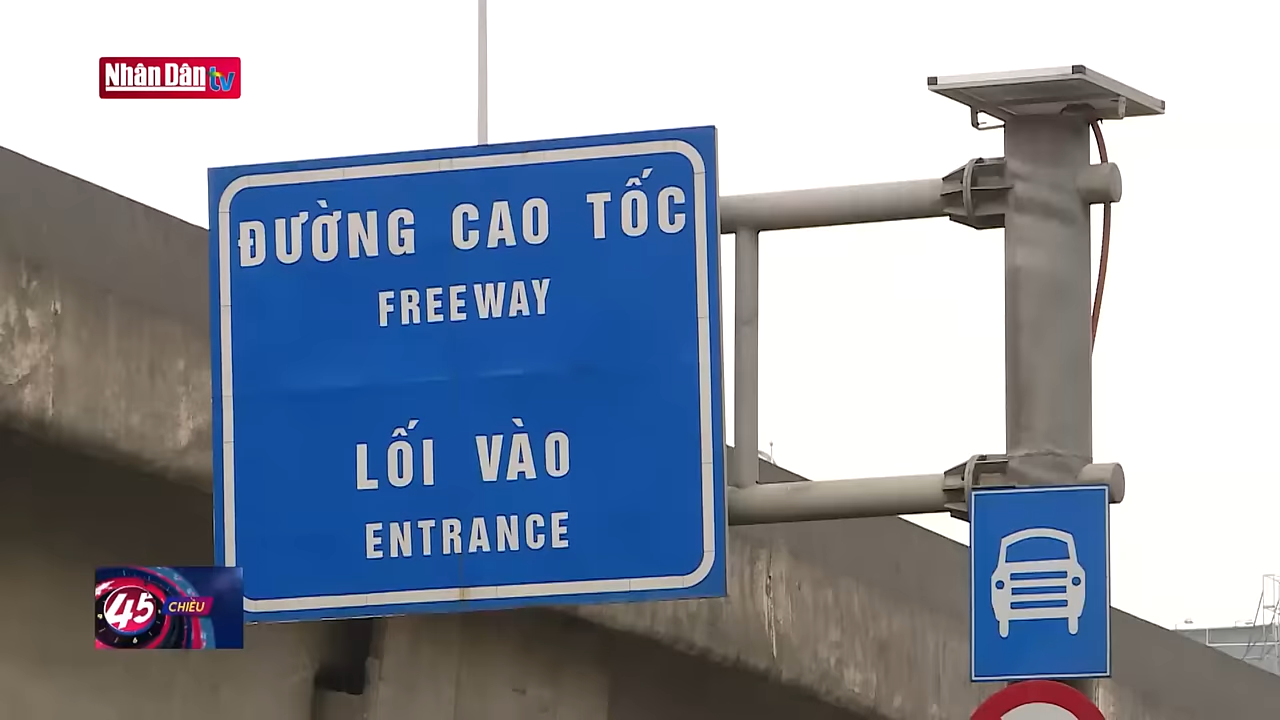 Nhân Dân tv
ĐƯỜNG CAO TỐC
FREEWAY
LỐI VÀO
ENTRANCE
45 CHIỀU